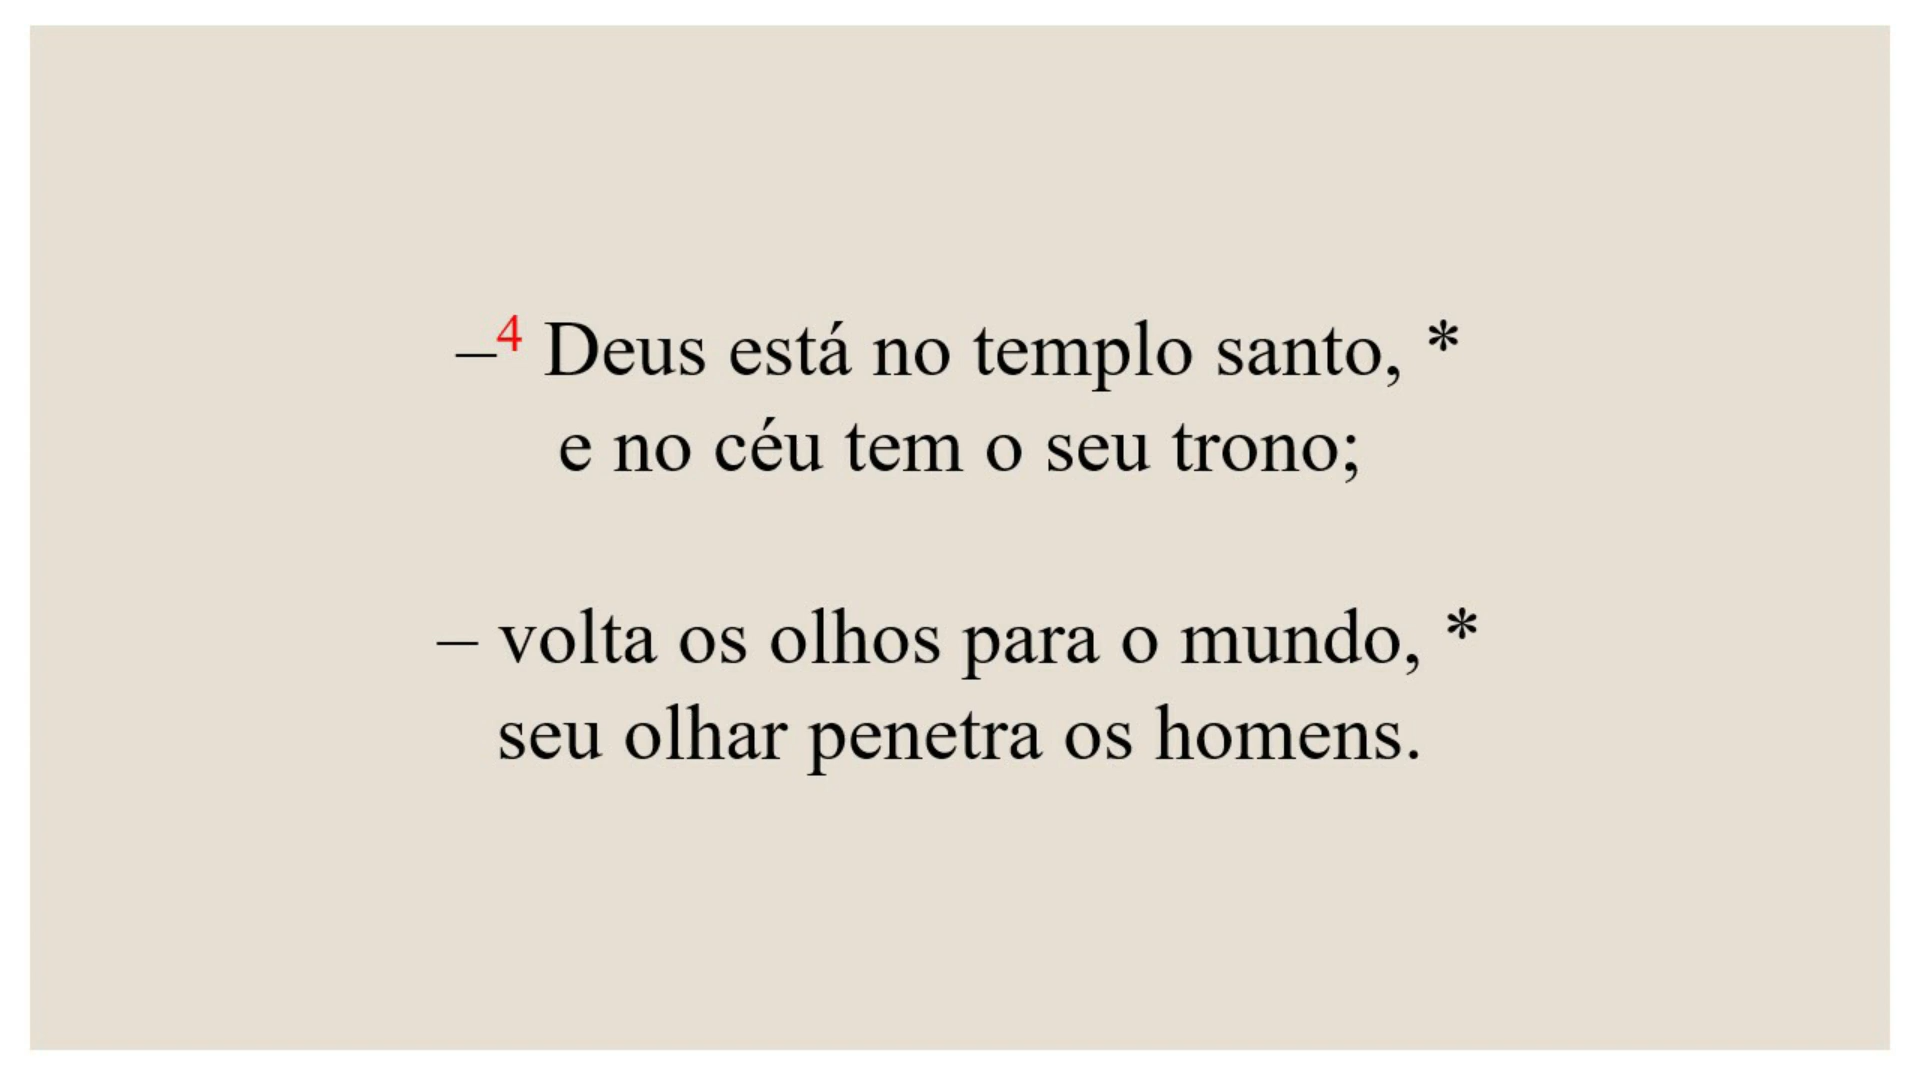 –4 Deus está no templo santo, *
e no céu tem o seu trono;
– volta os olhos para o mundo, *
seu olhar penetra os homens.